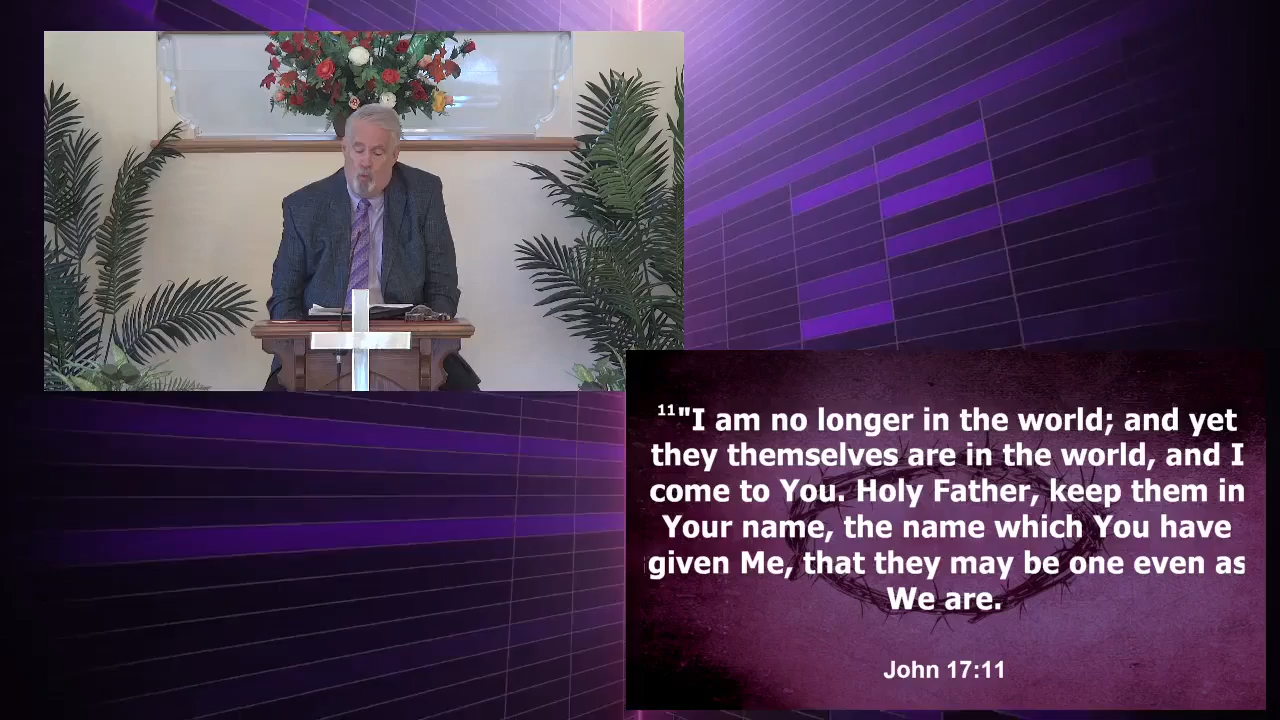 11"I am no longer in the world; and yet
they themselves are in the world, and I
come to You. Holy Father, keep them in
Your name, the name which You have
given Me, that they may be one even as
We are.
John 17:11